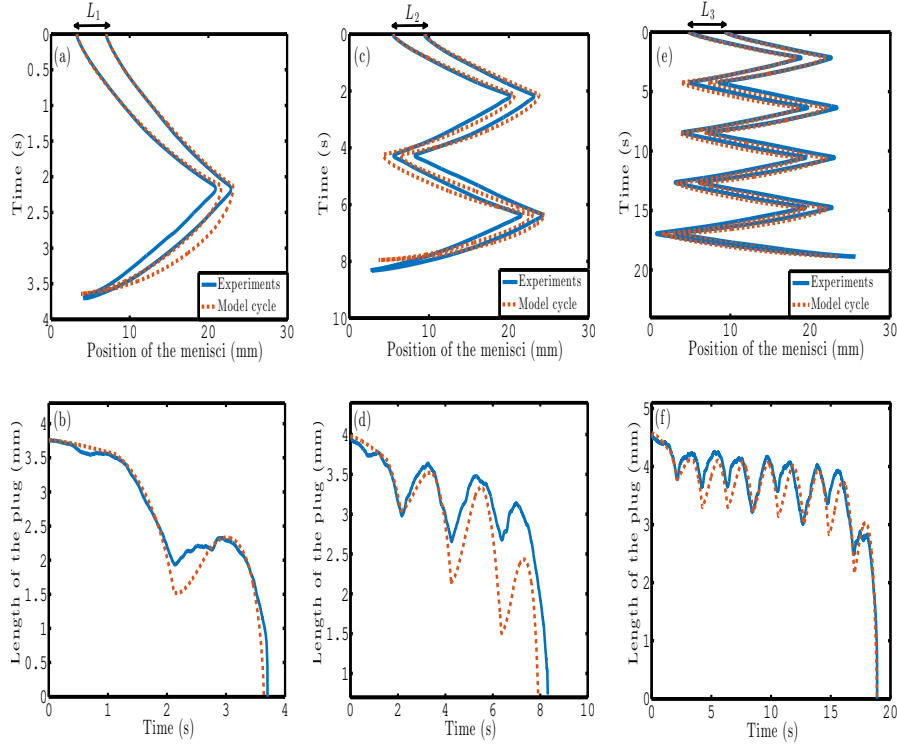 L1 L2 L3
(a)
0
0.5
1
1.5
2
2.5
3
3.5
4
0 10 20 30
Time (s)
Position of the menisci (mm)
Experiments
Model cycle
(c)
0
2
4
6
8
10
0 10 20 30
Time (s)
Position of the menisci (mm)
Experiments
Model cycle
(e)
0
5
10
15
20
0 10 20 30
Time (s)
Position of the menisci (mm)
Experiments
Model cycle
(b)
4
3.5
3
2.5
2
1.5
1
0.5
0
0 1 2 3 4
Length of the plug (mm)
Time (s)
(d)
4
3.5
3
2.5
2
1.5
1
0 2 4 6 8 10
Length of the plug (mm)
Time (s)
(f)
5
4
3
2
1
0
0 5 10 15 20
Length of the plug (mm)
Time (s)